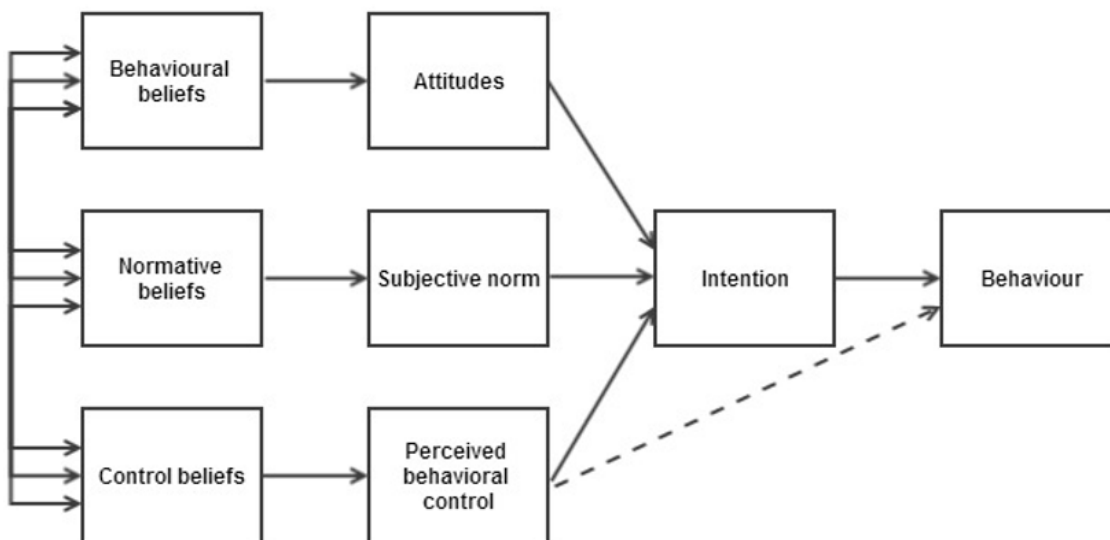 Behavioural
beliefs
Attitudes
Normative
beliefs
Subjective norm
Intention
Behaviour
Control beliefs
Perceived
behavioral
control